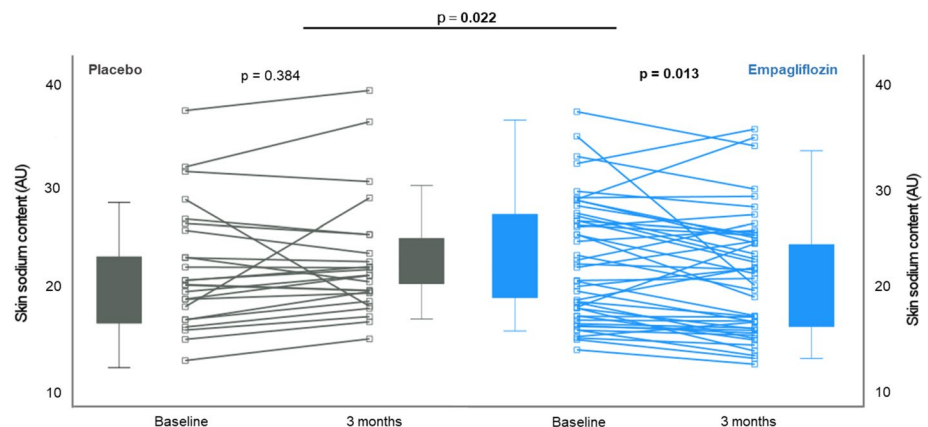 p = 0.022
Placebo
p = 0.384
p = 0.013
Empagliflozin
Skin sodium content (AU)
40
30
20
10
40
30
20
10
Skin sodium content (AU)
Baseline
3 months
Baseline
3 months